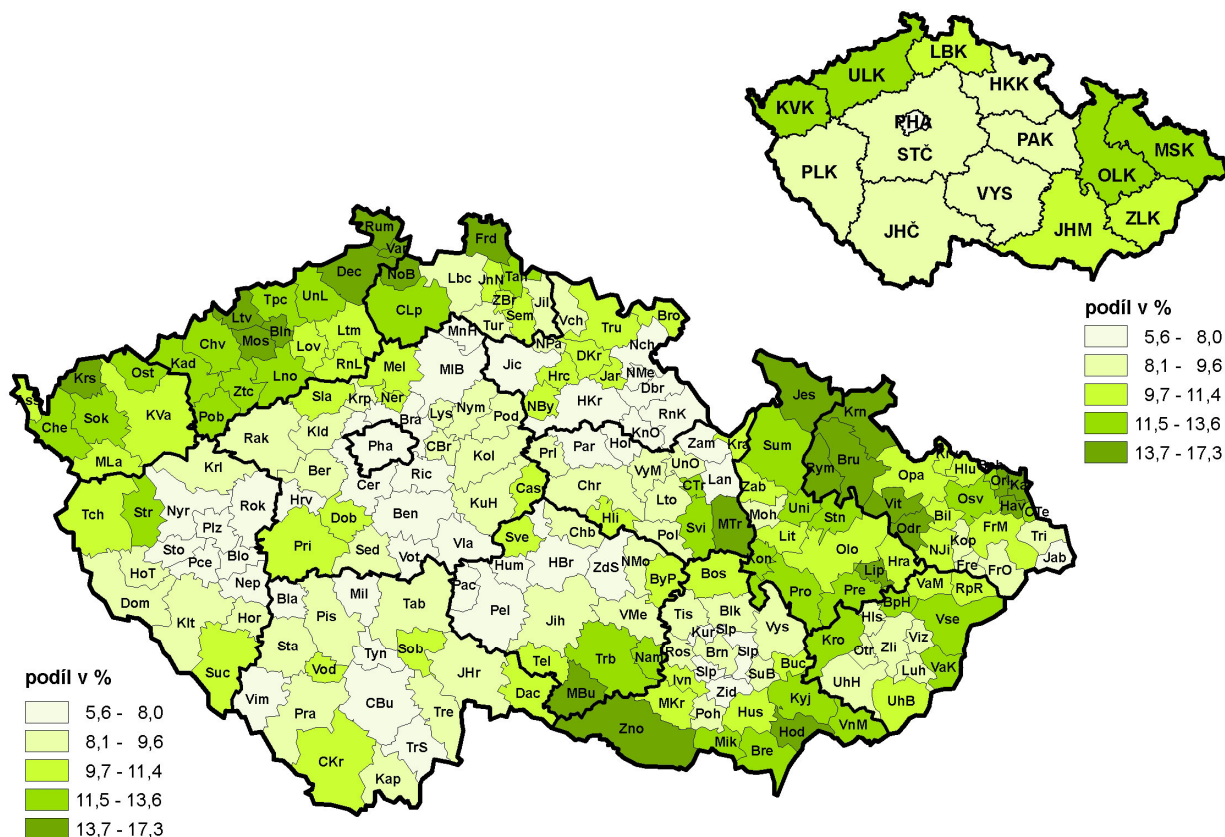 LBK
ULK
HKK
KVK
PHA
PAK
STČ
MSK
PLK
OLK
VYS
ZLK
JHČ
JHM
podíl v %
5,6 - 8,0
8,1 - 9,6
9,7 - 11,4
11,5 - 13,6
13,7 - 17,3
Rum
Var
Frd
Dec
NoB
Lbc
JnN
Tan
Tpc
UnL
CLp
ZBr
Jil
Vch
Bro
Ltv
Bln
Sem
Tru
Chv
Mos
Ltm
Tur
Lov
MnH
NPa
Nch
Kad
RnL
Mel
MlB
Jic
DKr
Krs
Ost
Lno
Hrc
Jar
NMe
Jes
Ztc
Sla
Krp
Ner
Dbr
Krn
Che
Sok
KVa
Pob
Bra
Lys
Nym
Pod
NBy
HKr
RnK
Rak
Kld
Pha
CBr
KnO
Kra
Sum
Rym
Bru
MLa
Krl
Ber
Ric
Kol
Prl
Par
Hol
Zam
Opa
Hlu
Cer
UnO
VyM
Lan
Zab
Orl
Tch
Str
Nyr
Rok
Hrv
KuH
Cas
Chr
CTr
Lto
Moh
Uni
Stn
Vit
Osv
Hav
CTe
Plz
Dob
Ben
Hli
Svi
MTr
Odr
Bil
Sto
Pri
Sed
Vot
Vla
Sve
Chb
Pol
Lit
Olo
FrM
Tri
Pce
Blo
Kop
NJi
Jab
HoT
Nep
Hum
HBr
ZdS
NMo
Kon
Hra
Fre
FrO
Lip
Dom
Bla
Mil
Tab
Pac
Pel
ByP
Bos
Pro
Pre
VaM
RpR
Klt
Hor
Pis
Jih
VMe
Tis
Blk
Vys
BpH
Hls
Vse
Sta
Tyn
Sob
Kur
Slp
Kro
Viz
Suc
Vod
JHr
Tel
Trb
Nam
Ros
Brn
Slp
Buc
Otr
Zli
Luh
VaK
Vim
Pra
CBu
Tre
Dac
MBu
Ivn
Slp
SuB
UhH
MKr
Zid
Kyj
UhB
TrS
Zno
Poh
Hus
Hod
VnM
CKr
Kap
Mik
Bre
podíl v %
5,6 - 8,0
8,1 - 9,6
9,7 - 11,4
11,5 - 13,6
13,7 - 17,3